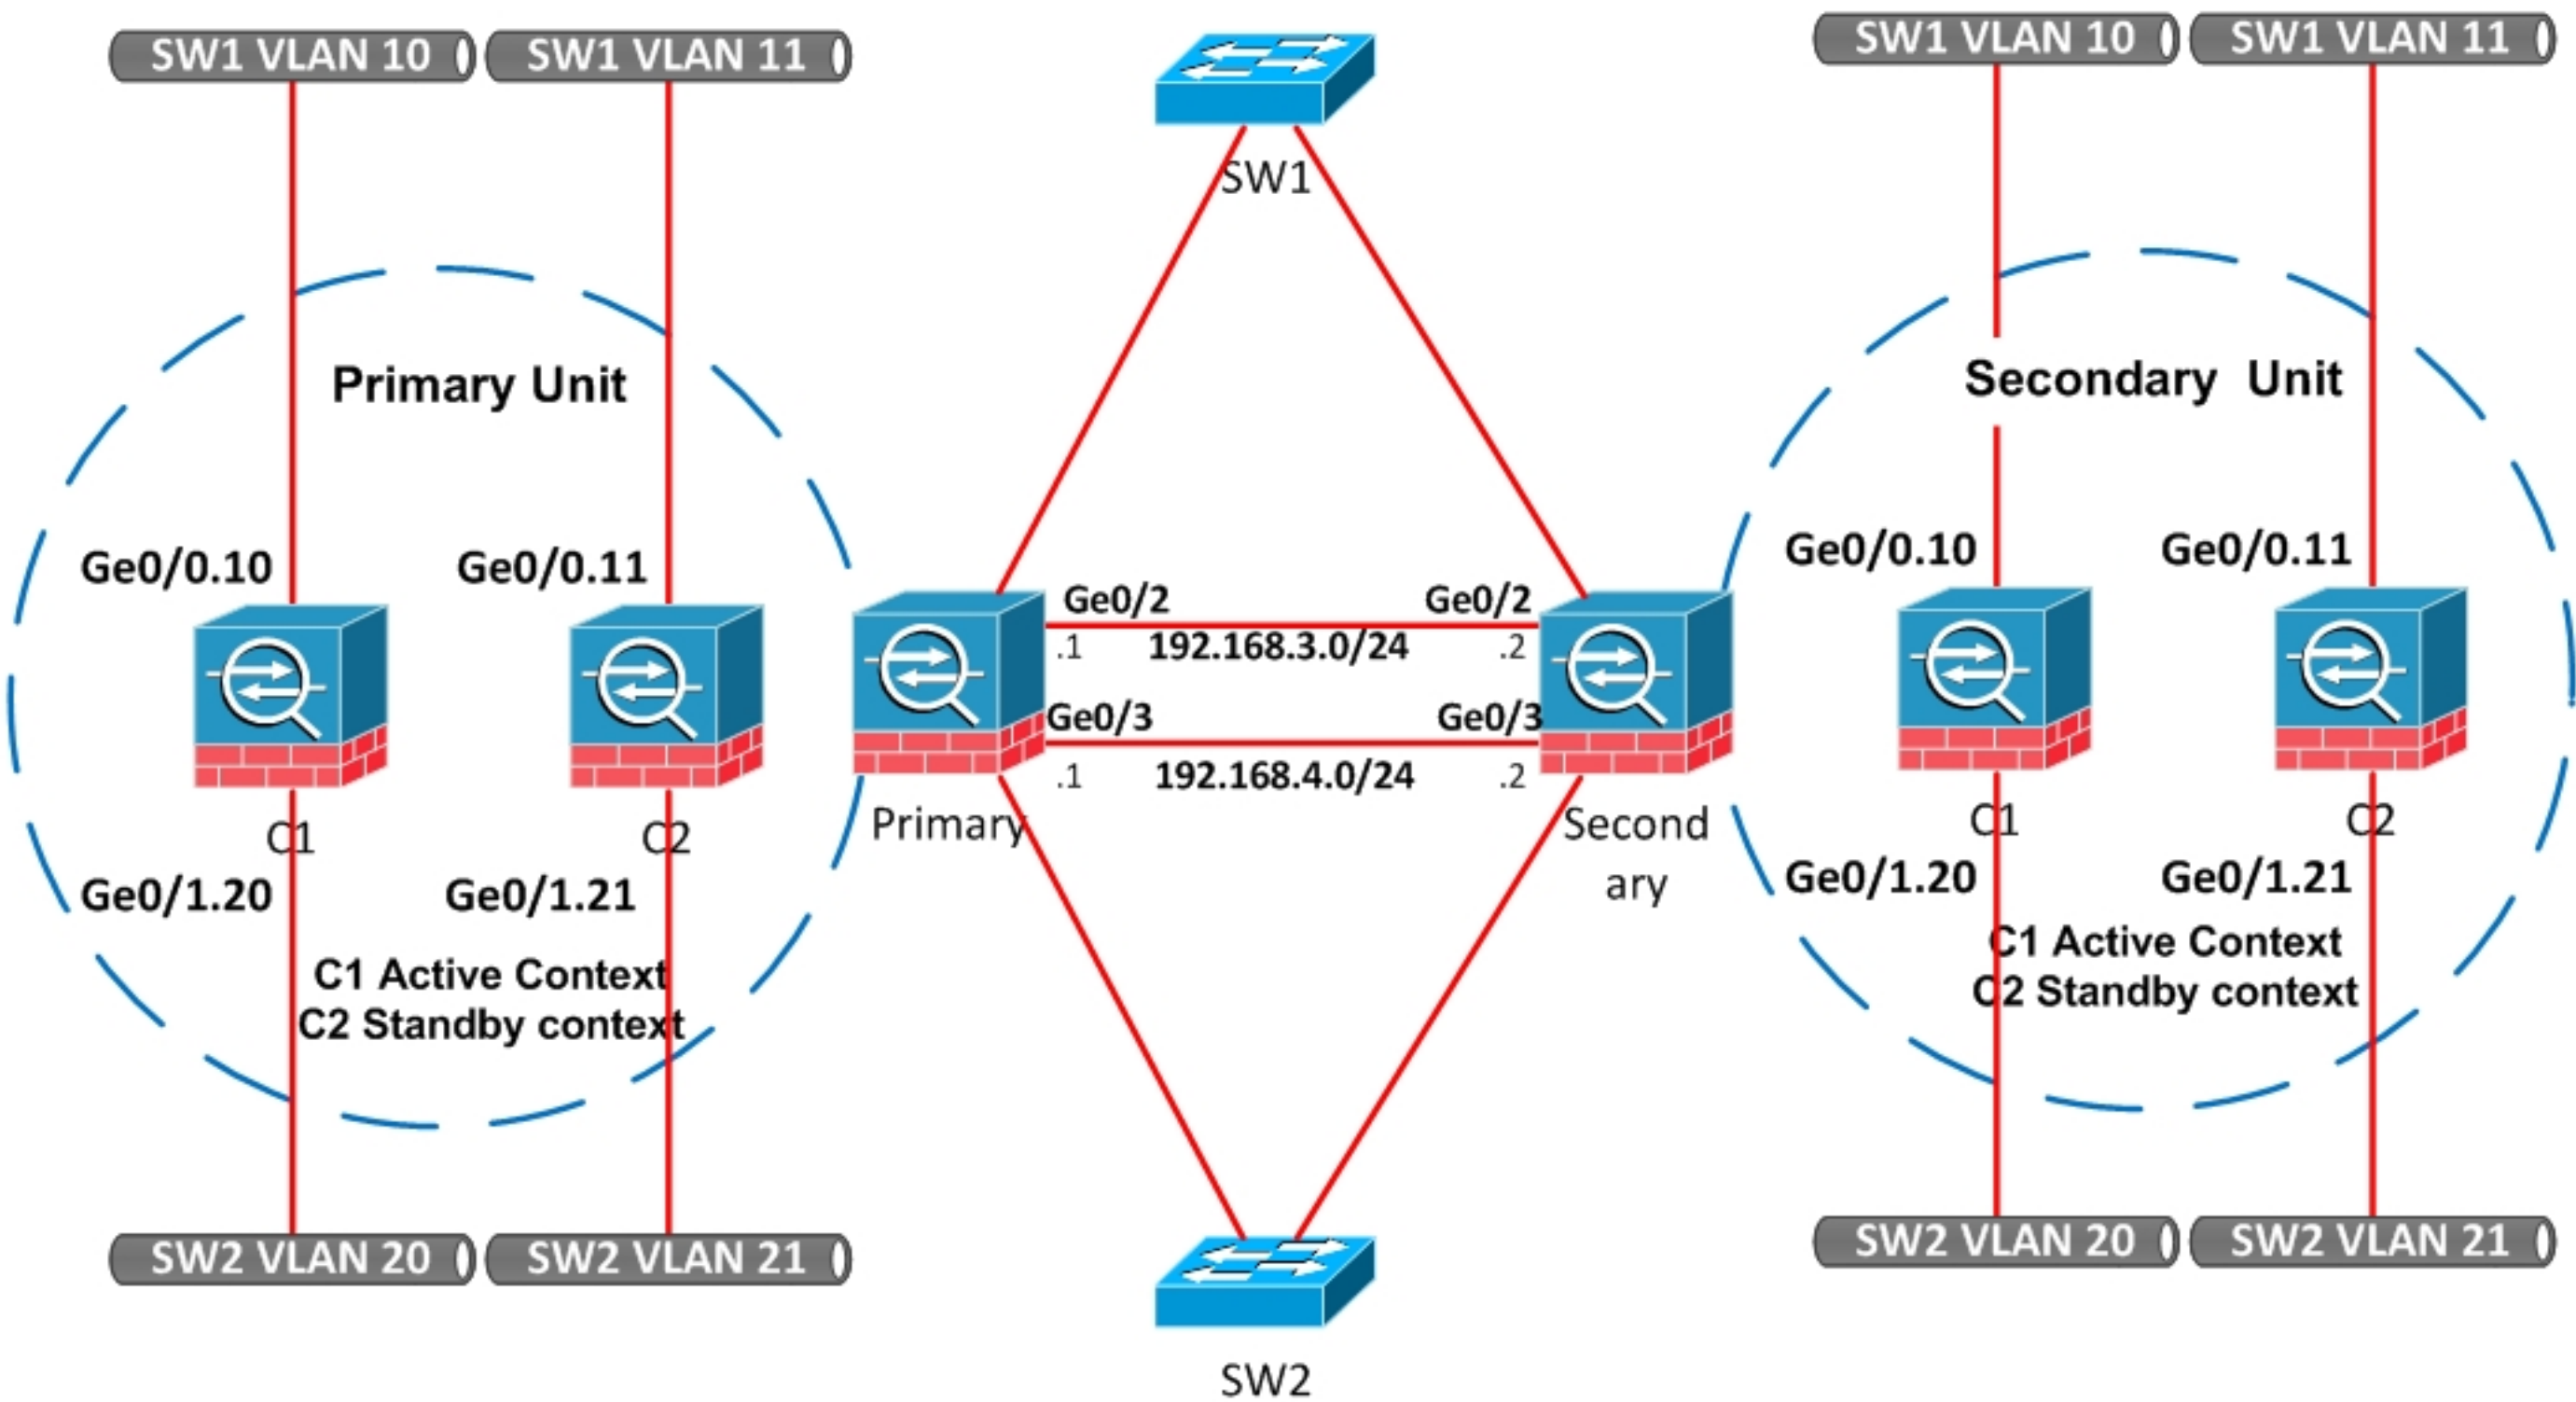 SW1 VLAN 10
SW1 VLAN 11
SW1 VLAN 10
SW1 VLAN 11
SW1
Primary Unit
Secondary Unit
Ge0/0.10
Ge0/0.11
Ge0/2
Ge0/2
Ge0/0.10
Ge0/0.11
.1
192.168.3.0/24
.2
Ge0/3
Ge0/3
.1
192.168.4.0/24
.2
C1
C2
Primary
Second
ary
C1
C2
Ge0/1.20
Ge0/1.21
Ge0/1.20
Ge0/1.21
C1 Active Context
C2 Standby context
C1 Active Context
C2 Standby context
SW2 VLAN 20
SW2 VLAN 21
SW2 VLAN 20
SW2 VLAN 21
SW2